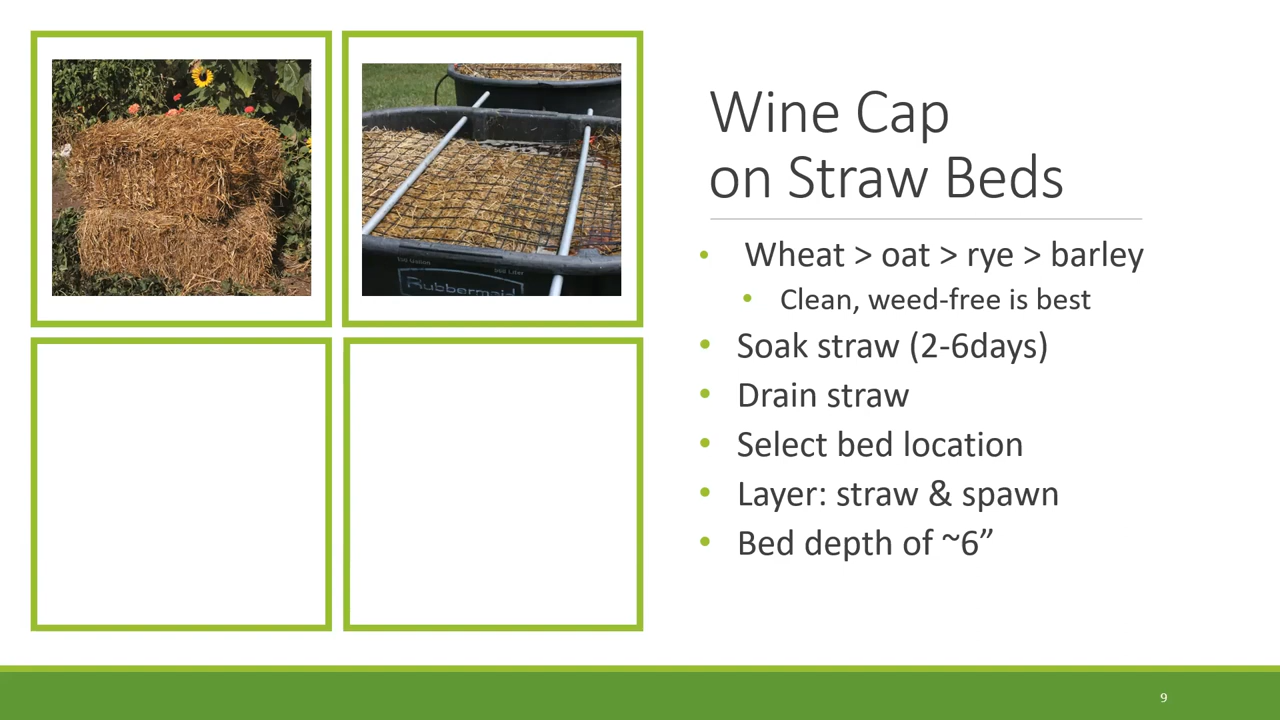 Wine Cap
on Straw Beds
• Wheat > oat > rye > barley
• Clean, weed-free is best
• Soak straw (2-6days)
• Drain straw
• Select bed location
• Layer: straw & spawn
• Bed depth of ~6”
Rubbermaid
9